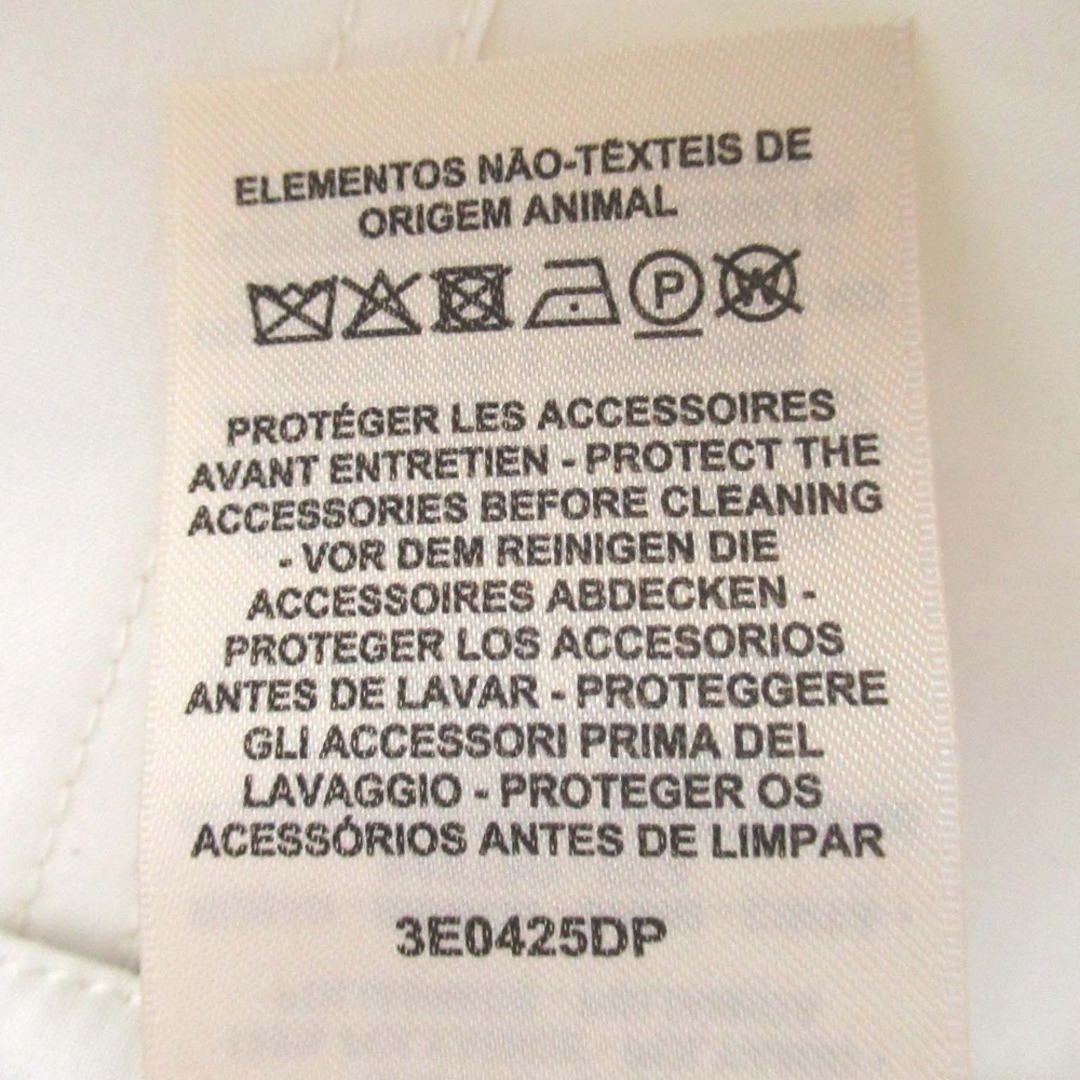 ELEMENTOS NÃO-TÊXTEIS DE
ORIGEM ANIMAL
P W
PROTÉGER LES ACCESSOIRES
AVANT ENTRETIEN - PROTECT THE
ACCESSORIES BEFORE CLEANING
- VOR DEM REINIGEN DIE
ACCESSOIRES ABDECKEN -
PROTEGER LOS ACCESORIOS
ANTES DE LAVAR - PROTEGGERE
GLI ACCESSORI PRIMA DEL
LAVAGGIO - PROTEGER OS
ACESSÓRIOS ANTES DE LIMPAR
3E0425DP